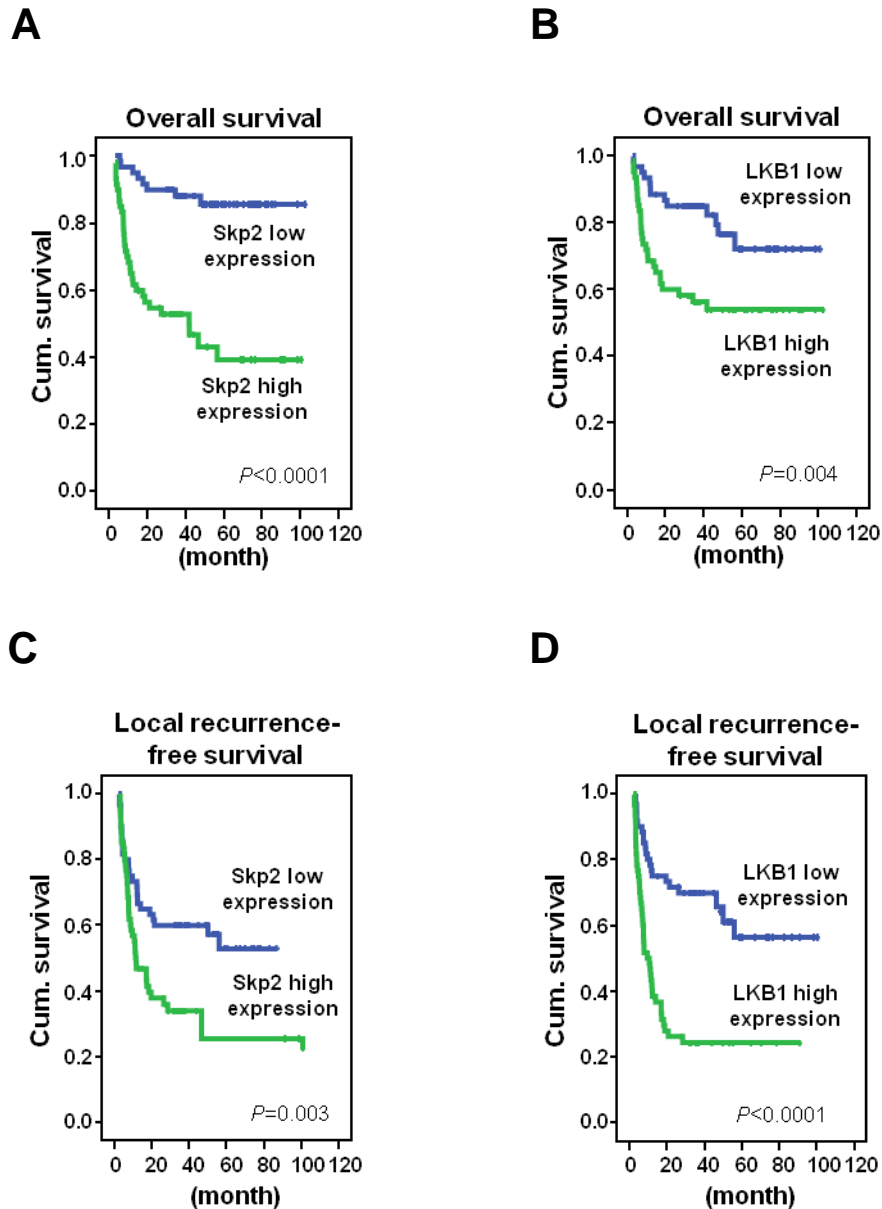 A
B
Overall survival
Cum. survival
1.0
0.8
0.6
0.4
0.2
0.0
Skp2 low
expression
Skp2 high
expression
P<0.0001
0 20 40 60 80 100 120
(month)
Overall survival
Cum. survival
1.0
0.8
0.6
0.4
0.2
0.0
LKB1 low
expression
LKB1 high
expression
P=0.004
0 20 40 60 80 100 120
(month)
C
D
Local recurrence-
free survival
Cum. survival
1.0
0.8
0.6
0.4
0.2
0.0
Skp2 low
expression
Skp2 high
expression
P=0.003
0 20 40 60 80 100 120
(month)
Local recurrence-
free survival
Cum. survival
1.0
0.8
0.6
0.4
0.2
0.0
LKB1 low
expression
LKB1 high
expression
P<0.0001
0 20 40 60 80 100 120
(month)